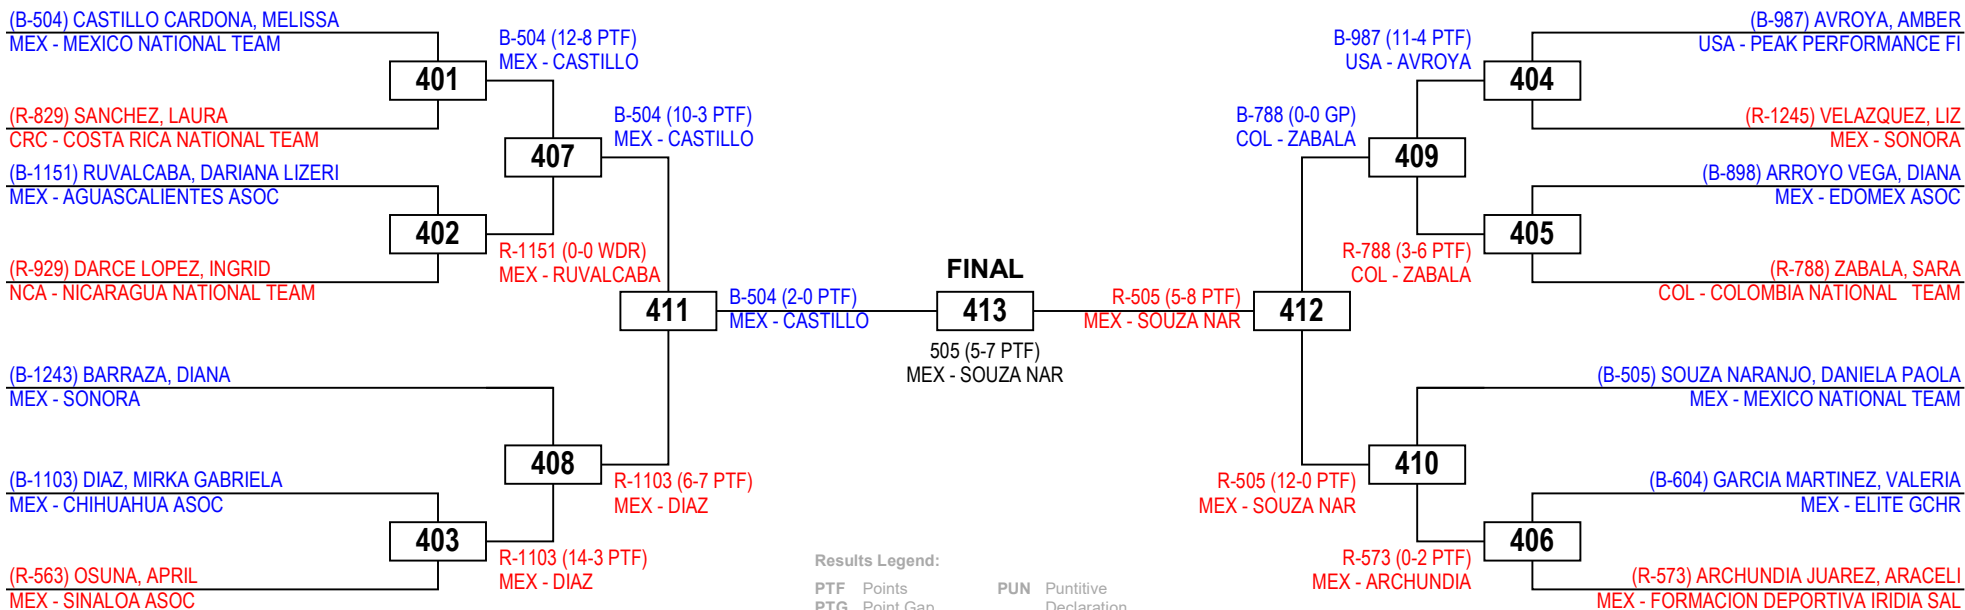 (B-504) CASTILLO CARDONA, MELISSA
MEX - MEXICO NATIONAL TEAM
401
(R-829) SANCHEZ, LAURA
CRC - COSTA RICA NATIONAL TEAM
B-504 (12-8 PTF)
MEX - CASTILLO
407
(B-1151) RUVALCABA, DARIANA LIZERI
MEX - AGUASCALIENTES ASOC
402
(R-929) DARCE LOPEZ, INGRID
NCA - NICARAGUA NATIONAL TEAM
R-1151 (0-0 WDR)
MEX - RUVALCABA
B-504 (10-3 PTF)
MEX - CASTILLO
411
(B-1243) BARRAZA, DIANA
MEX - SONORA
408
(B-1103) DIAZ, MIRKA GABRIELA
MEX - CHIHUAHUA ASOC
403
(R-563) OSUNA, APRIL
MEX - SINALOA ASOC
R-1103 (14-3 PTF)
MEX - DIAZ
R-1103 (6-7 PTF)
MEX - DIAZ
B-504 (2-0 PTF)
MEX - CASTILLO
FINAL
413
505 (5-7 PTF)
MEX - SOUZA NAR
R-505 (5-8 PTF)
MEX - SOUZA NAR
412
B-788 (0-0 GP)
COL - ZABALA
409
B-987 (11-4 PTF)
USA - AVROYA
404
(B-987) AVROYA, AMBER
USA - PEAK PERFORMANCE FI
(R-1245) VELAZQUEZ, LIZ
MEX - SONORA
(B-898) ARROYO VEGA, DIANA
MEX - EDOMEX ASOC
405
R-788 (3-6 PTF)
COL - ZABALA
(R-788) ZABALA, SARA
COL - COLOMBIA NATIONAL TEAM
(B-505) SOUZA NARANJO, DANIELA PAOLA
MEX - MEXICO NATIONAL TEAM
410
R-505 (12-0 PTF)
MEX - SOUZA NAR
(B-604) GARCIA MARTINEZ, VALERIA
MEX - ELITE GCHR
406
R-573 (0-2 PTF)
MEX - ARCHUNDIA
(R-573) ARCHUNDIA JUAREZ, ARACELI
MEX - FORMACION DEPORTIVA IRIDIA SAL
Results Legend:
PTF Points PUN Puntitive
PTG Point Gap Declaration